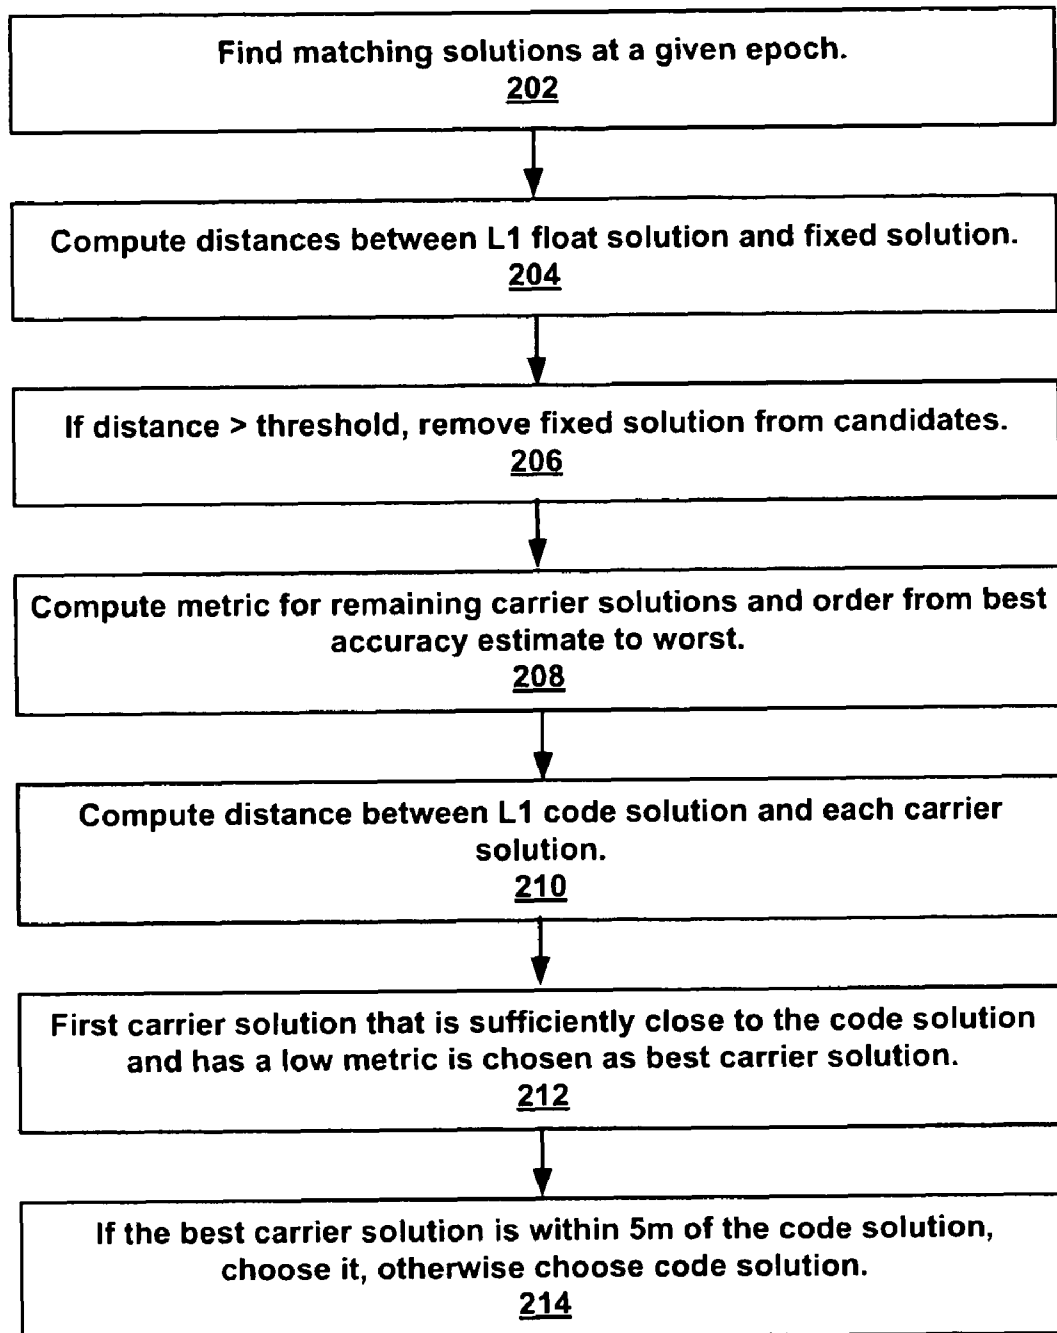 Find matching solutions at a given epoch.
202
Compute distances between L1 float solution and fixed solution.
204
If distance > threshold, remove fixed solution from candidates.
206
Compute metric for remaining carrier solutions and order from best
accuracy estimate to worst.
208
Compute distance between L1 code solution and each carrier
solution.
210
First carrier solution that is sufficiently close to the code solution
and has a low metric is chosen as best carrier solution.
212
If the best carrier solution is within 5m of the code solution,
choose it, otherwise choose code solution.
214